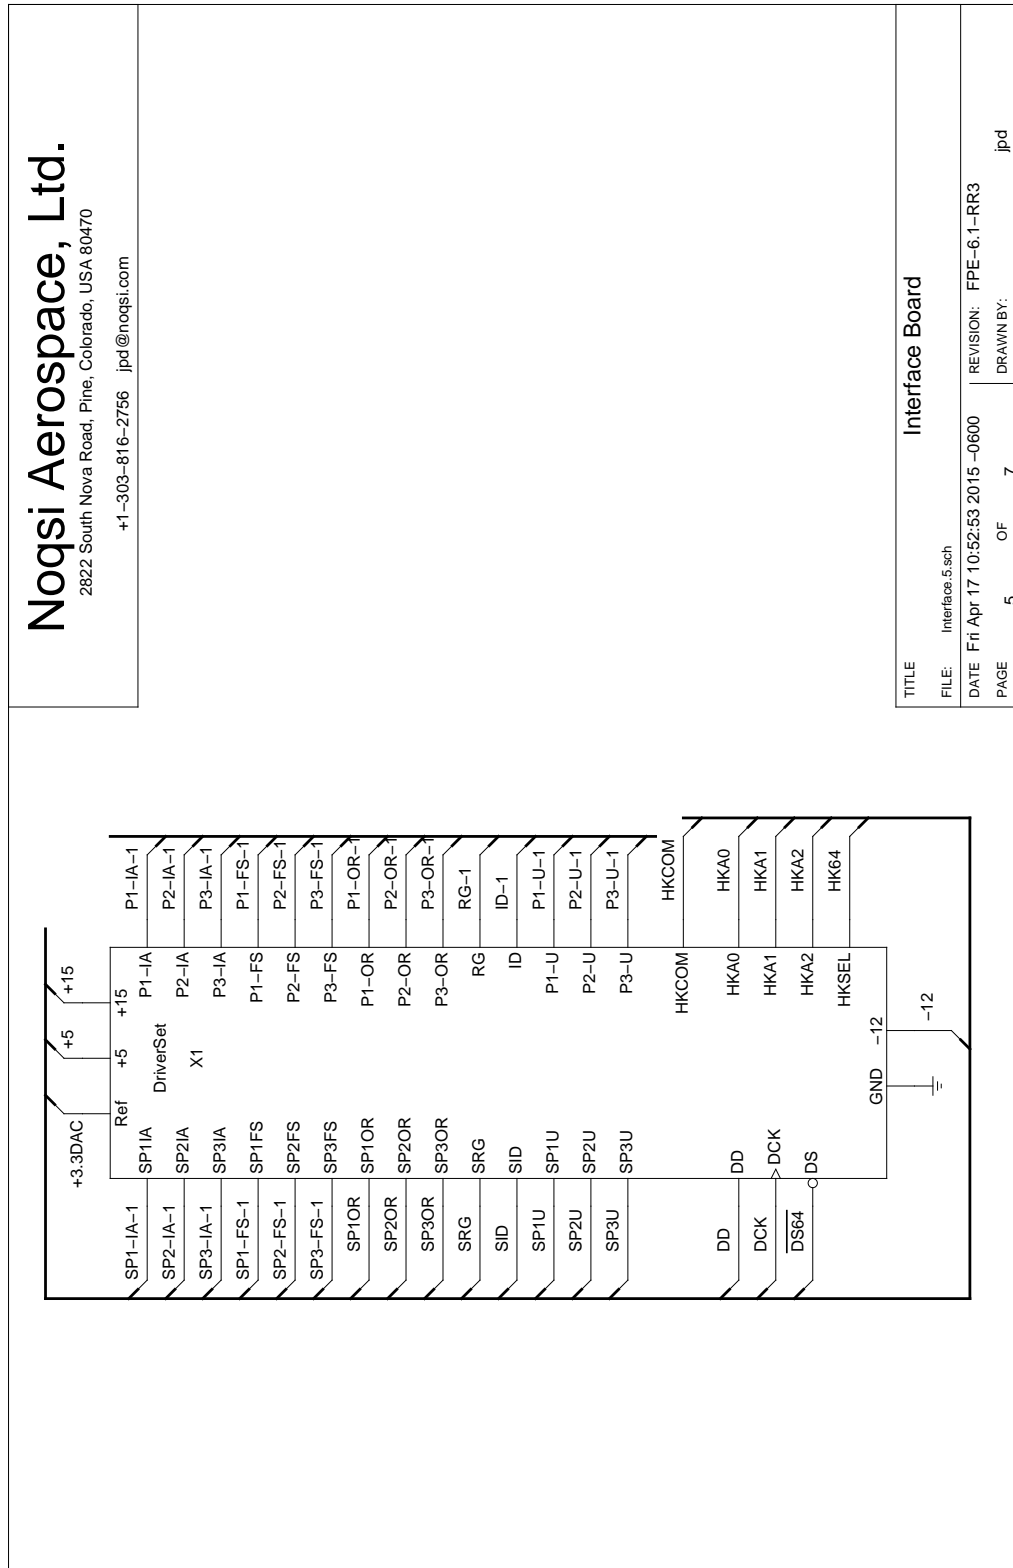 Noqsi Aerospace, Ltd.
2822 South Nova Road, Pine, Colorado, USA 80470
+1−303−816−2756 jpd@noqsi.com
+3.3DAC
+5
+15
Ref
+5
+15
DriverSet
X1
SP1−IA−1 SP1IA P1−IA P1−IA−1
SP2−IA−1 SP2IA P2−IA P2−IA−1
SP3−IA−1 SP3IA P3−IA P3−IA−1
SP1−FS−1 SP1FS P1−FS P1−FS−1
SP2−FS−1 SP2FS P2−FS P2−FS−1
SP3−FS−1 SP3FS P3−FS P3−FS−1
SP1OR SP1OR P1−OR P1−OR−1
SP2OR SP2OR P2−OR P2−OR−1
SP3OR SP3OR P3−OR P3−OR−1
SRG SRG RG RG−1
SID SID ID ID−1
SP1U SP1U P1−U P1−U−1
SP2U SP2U P2−U P2−U−1
SP3U SP3U P3−U P3−U−1
HKCOM HKCOM
DD DD HKA0 HKA0
DCK DCK HKA1 HKA1
DS64 DS HKA2 HKA2
HKSEL HK64
GND −12
−12
TITLE
Interface Board
FILE: Interface.5.sch
DATE Fri Apr 17 10:52:53 2015 −0600 REVISION: FPE−6.1−RR3
PAGE 5 OF 7 DRAWN BY: jpd